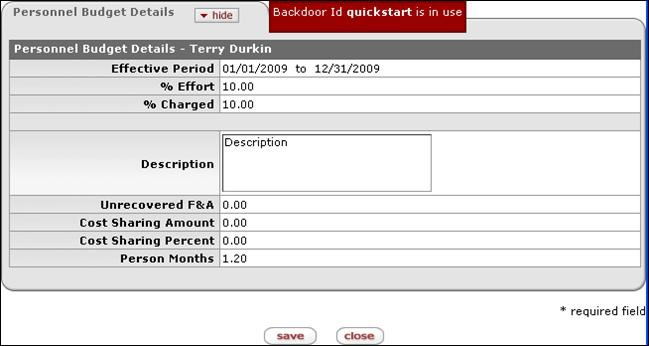 Personnel Budget Details hide Backdoor Id quickstart is in use
Personnel Budget Details - Terry Durkin
Effective Period 01/01/2009 to 12/31/2009
% Effort 10.00
% Charged 10.00
Description Description
Unrecovered F&A 0.00
Cost Sharing Amount 0.00
Cost Sharing Percent 0.00
Person Months 1.20
* required field
save close